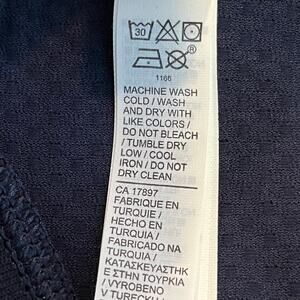 30
R
1166
MACHINE WASH
COLD / WASH
AND DRY WITH
LIKE COLORS /
DO NOT BLEACH
/ TUMBLE DRY
LOW / COOL
IRON / DO NOT
DRY CLEAN
CA 17897
FABRIQUE EN
TURQUIE /
HECHO EN
TURQUIA /
FABRICADO NA
TURQUIA /
ΚΑΤΑΣΚΕΥΑΣΤΗΚ
Ε ΣΤΗΝ ΤΟΥΡΚΙΑ
/ VYROBENO
V TURECKU /